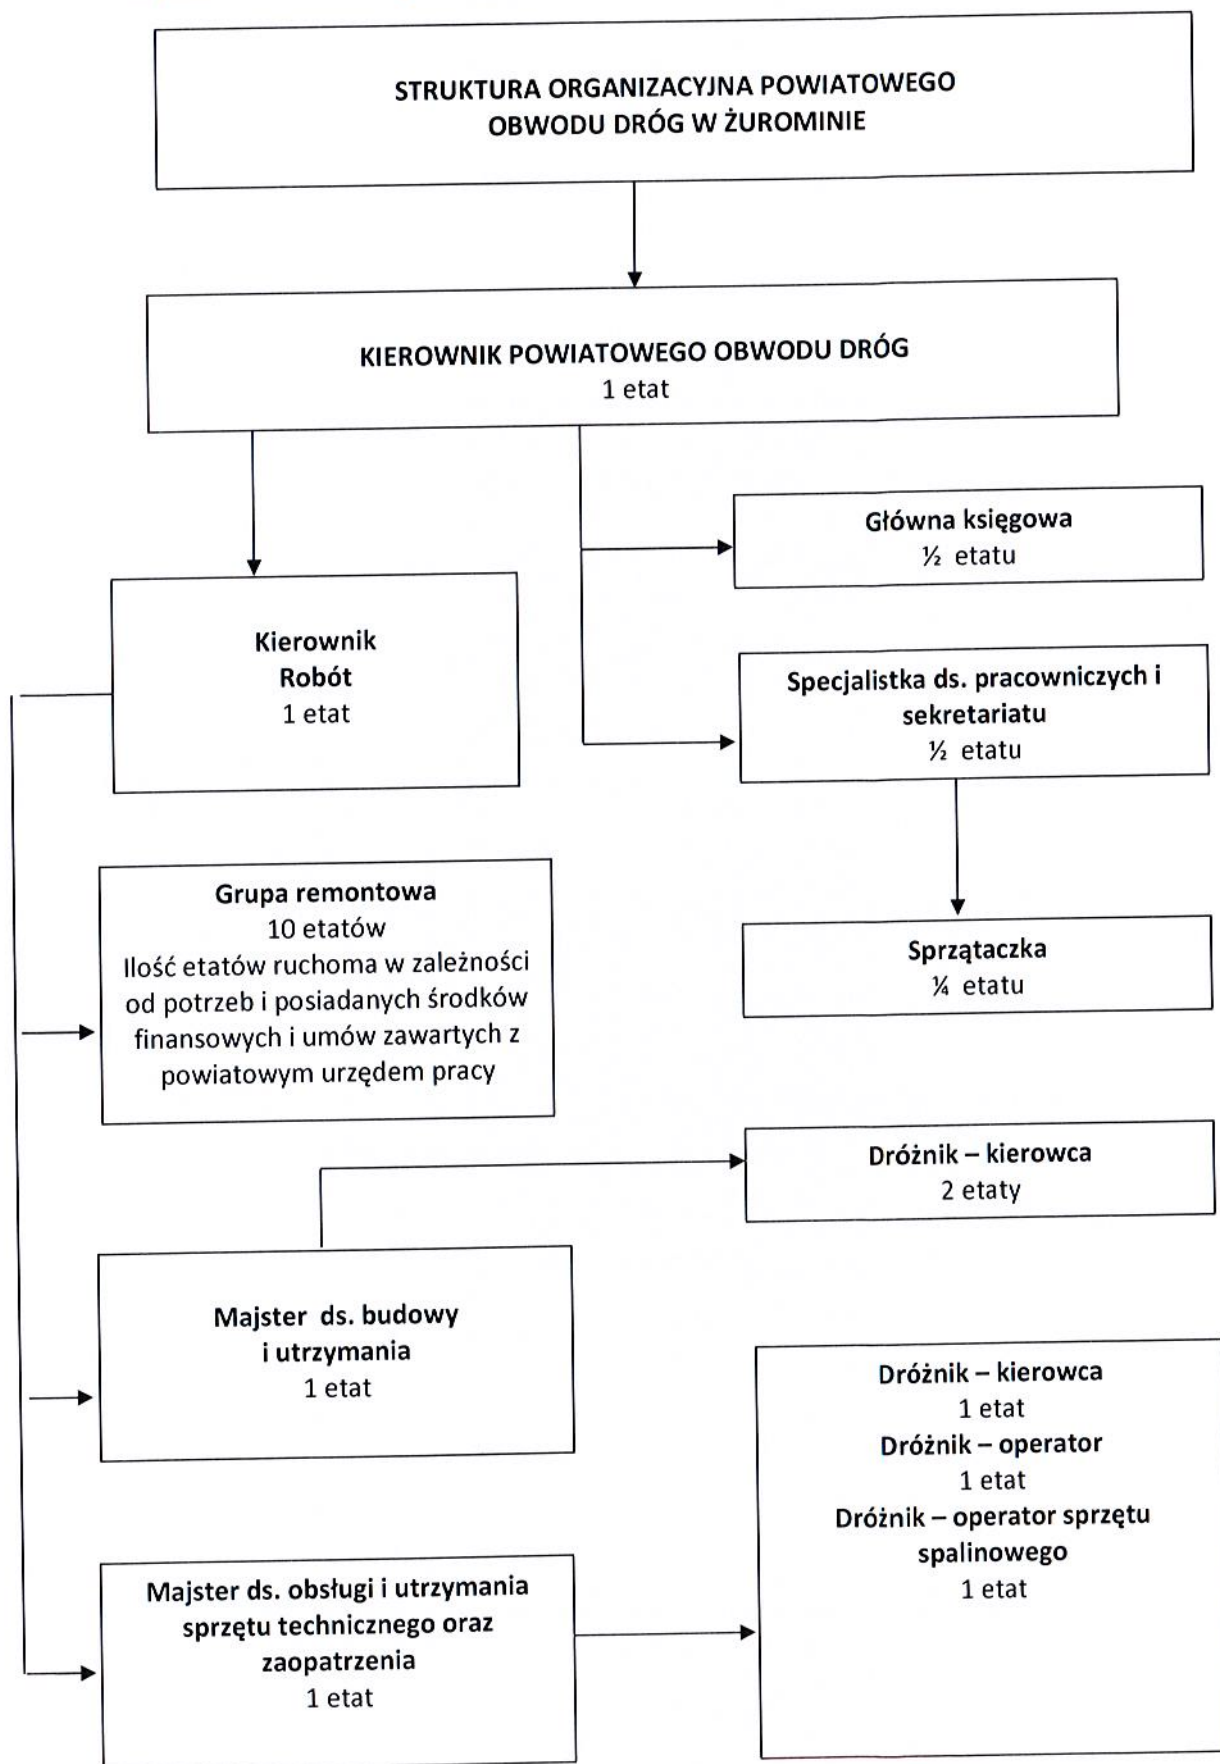 STRUKTURA ORGANIZACYJNA POWIATOWEGO
OBWODU DRÓG W ŻUROMINIE
KIEROWNIK POWIATOWEGO OBWODU DRÓG
1 etat
Główna księgowa
½ etatu
Kierownik
Robót
1 etat
Specjalistka ds. pracowniczych i
sekretariatu
½ etatu
Grupa remontowa
10 etatów
Ilość etatów ruchoma w zależności
od potrzeb i posiadanych środków
finansowych i umów zawartych z
powiatowym urzędem pracy
Sprzątaczka
¼ etatu
Dróżnik – kierowca
2 etaty
Majster ds. budowy
i utrzymania
1 etat
Dróżnik – kierowca
1 etat
Dróżnik – operator
1 etat
Dróżnik – operator sprzętu
spalinowego
1 etat
Majster ds. obsługi i utrzymania
sprzętu technicznego oraz
zaopatrzenia
1 etat